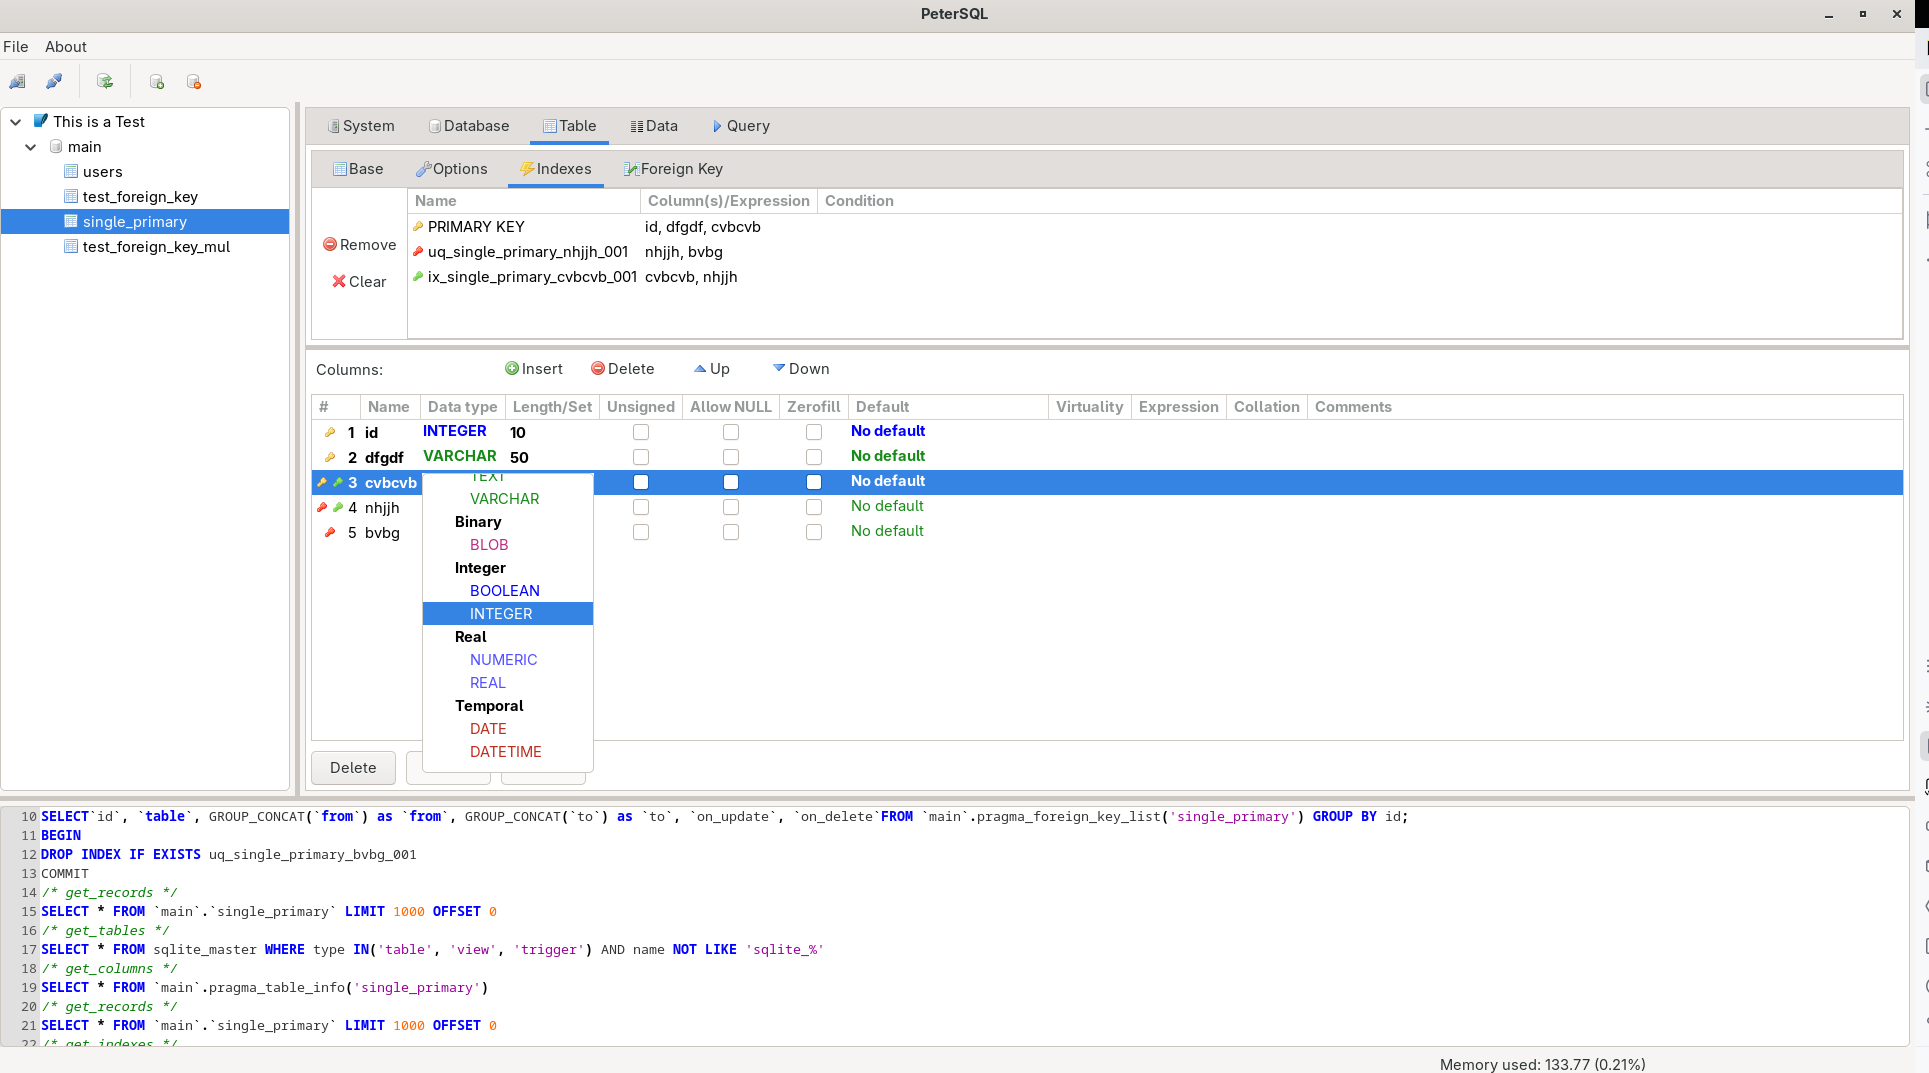 PeterSQL
File About
This is a Test
main
users
test_foreign_key
single_primary
test_foreign_key_mul
System Database Table Data Query
Base Options Indexes Foreign Key
Remove
Clear
Name Column(s)/Expression Condition
PRIMARY KEY id, dfgdf, cvbcvb
uq_single_primary_nhjjh_001 nhjjh, bvbg
ix_single_primary_cvbcvb_001 cvbcvb, nhjjh
Columns: Insert Delete Up Down
# Name Data type Length/Set Unsigned Allow NULL Zerofill Default Virtuality Expression Collation Comments
1 id INTEGER 10 No default
2 dfgdf VARCHAR 50 No default
3 cvbcvb No default
4 nhjjh No default
5 bvbg No default
TEXT
VARCHAR
Binary
BLOB
Integer
BOOLEAN
INTEGER
Real
NUMERIC
REAL
Temporal
DATE
DATETIME
Delete
10 SELECT`id`, `table`, GROUP_CONCAT(`from`) as `from`, GROUP_CONCAT(`to`) as `to`, `on_update`, `on_delete`FROM `main`.pragma_foreign_key_list('single_primary') GROUP BY id;
11 BEGIN
12 DROP INDEX IF EXISTS uq_single_primary_bvbg_001
13 COMMIT
14 /* get_records */
15 SELECT * FROM `main`.`single_primary` LIMIT 1000 OFFSET 0
16 /* get_tables */
17 SELECT * FROM sqlite_master WHERE type IN('table', 'view', 'trigger') AND name NOT LIKE 'sqlite_%'
18 /* get_columns */
19 SELECT * FROM `main`.pragma_table_info('single_primary')
20 /* get_records */
21 SELECT * FROM `main`.`single_primary` LIMIT 1000 OFFSET 0
22 /* get_indexes */
Memory used: 133.77 (0.21%)